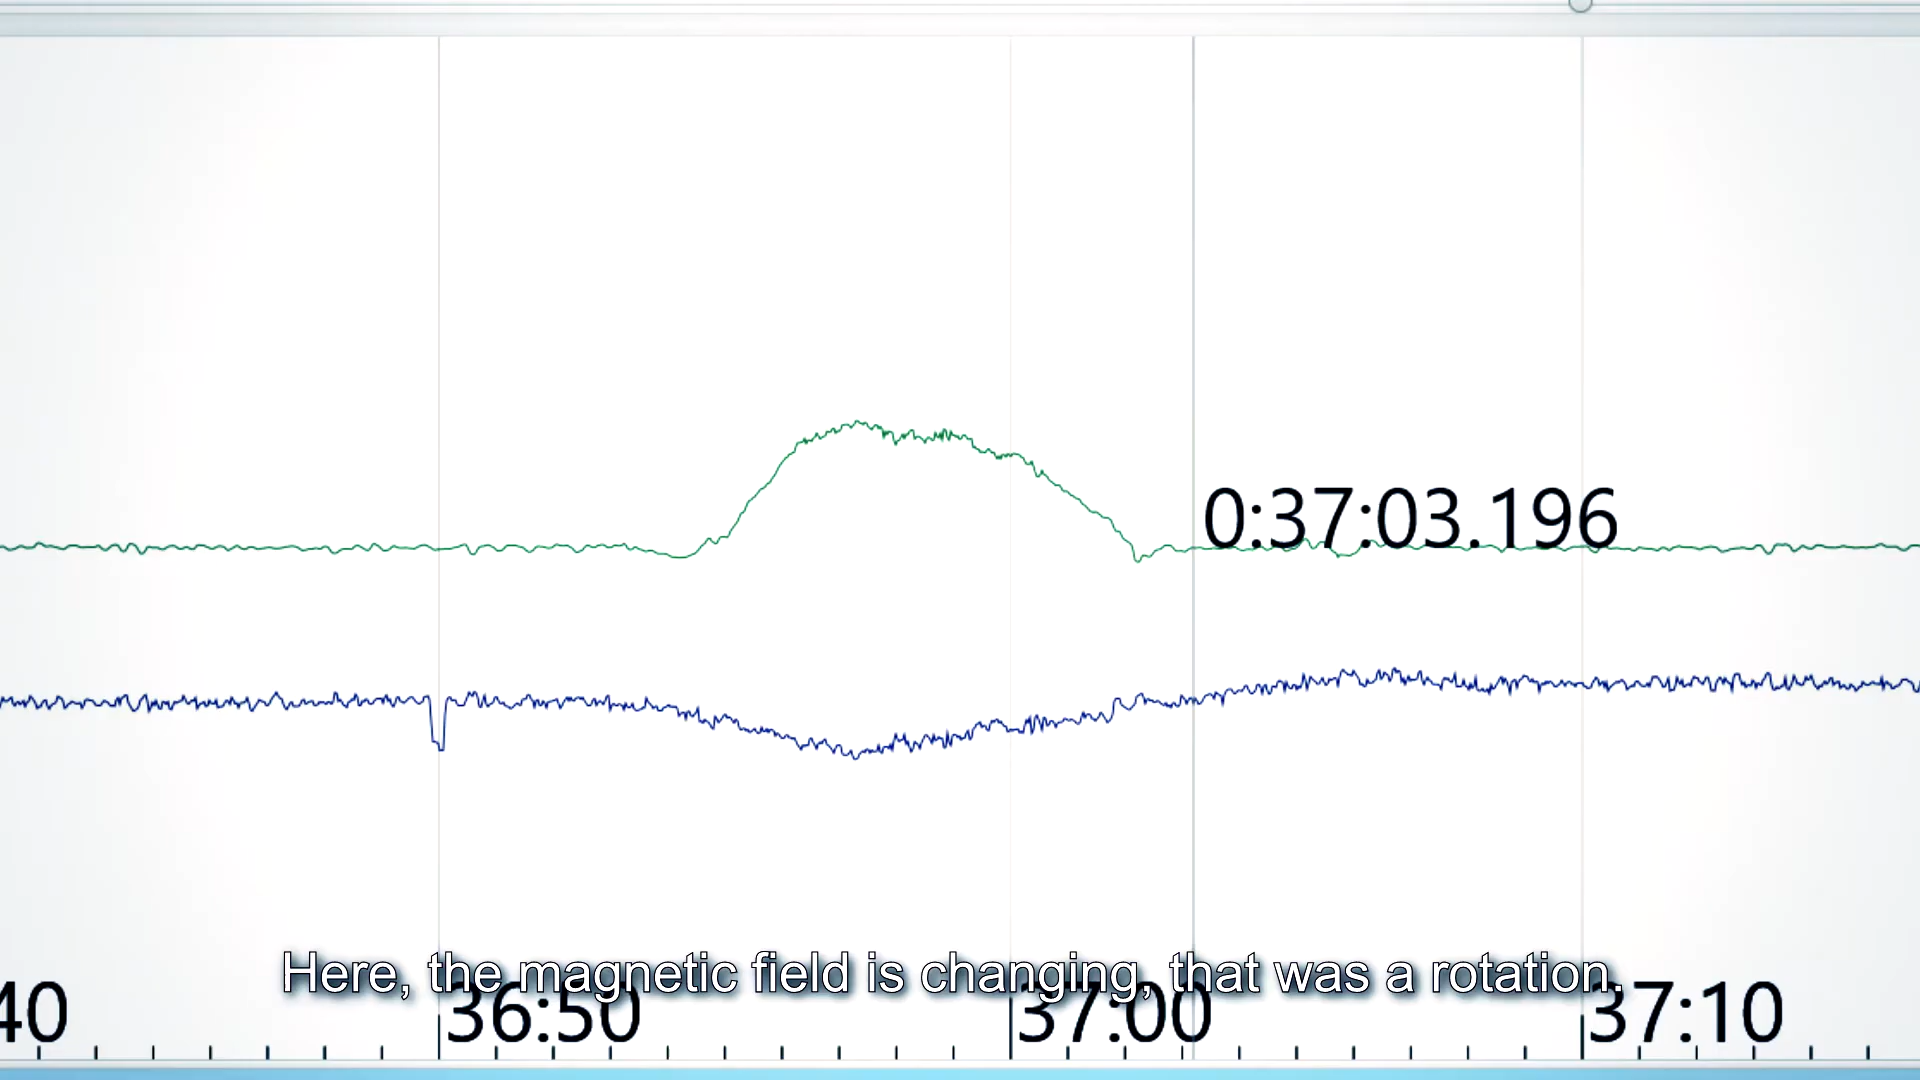 0:37:03.196
Here, the magnetic field is changing, that was a rotation.
40 36:50 37:00 37:10